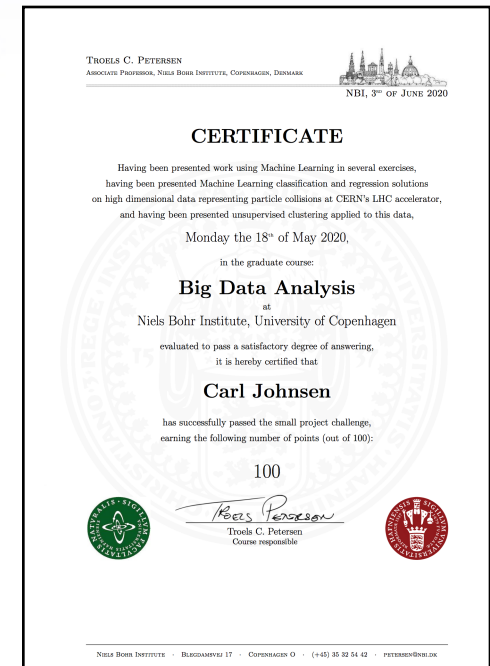 TROELS C. PETERSEN
ASSOCIATE PROFESSOR, NIELS BOHR INSTITUTE, COPENHAGEN, DENMARK
NBI, 3RD OF JUNE 2020
CERTIFICATE
Having been presented work using Machine Learning in several exercises,
having been presented Machine Learning classification and regression solutions
on high dimensional data representing particle collisions at CERN's LHC accelerator,
and having been presented unsupervised clustering applied to this data,
Monday the 18th of May 2020,
in the graduate course:
Big Data Analysis
at
Niels Bohr Institute, University of Copenhagen
evaluated to pass a satisfactory degree of answering,
it is hereby certified that
Carl Johnsen
has successfully passed the small project challenge,
earning the following number of points (out of 100):
100
TROELS PETERSEN
Troels C. Petersen
Course responsible
NIELS BOHR INSTITUTE · BLEGDAMSVEJ 17 · COPENHAGEN O · (+45) 35 32 54 42 · PETERSEN@NBI.DK